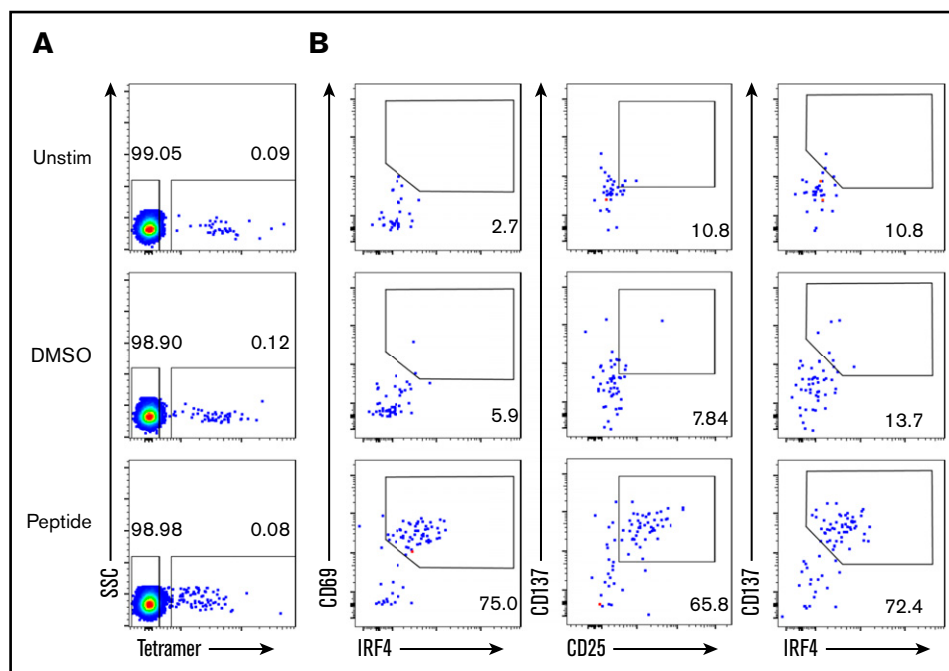 A B
Unstim 99.05 0.09 2.7 10.8 10.8
DMSO 98.90 0.12 5.9 7.84 13.7
Peptide 98.98 0.08 75.0 65.8 72.4
SSC CD69 CD137 CD137
Tetramer IRF4 CD25 IRF4